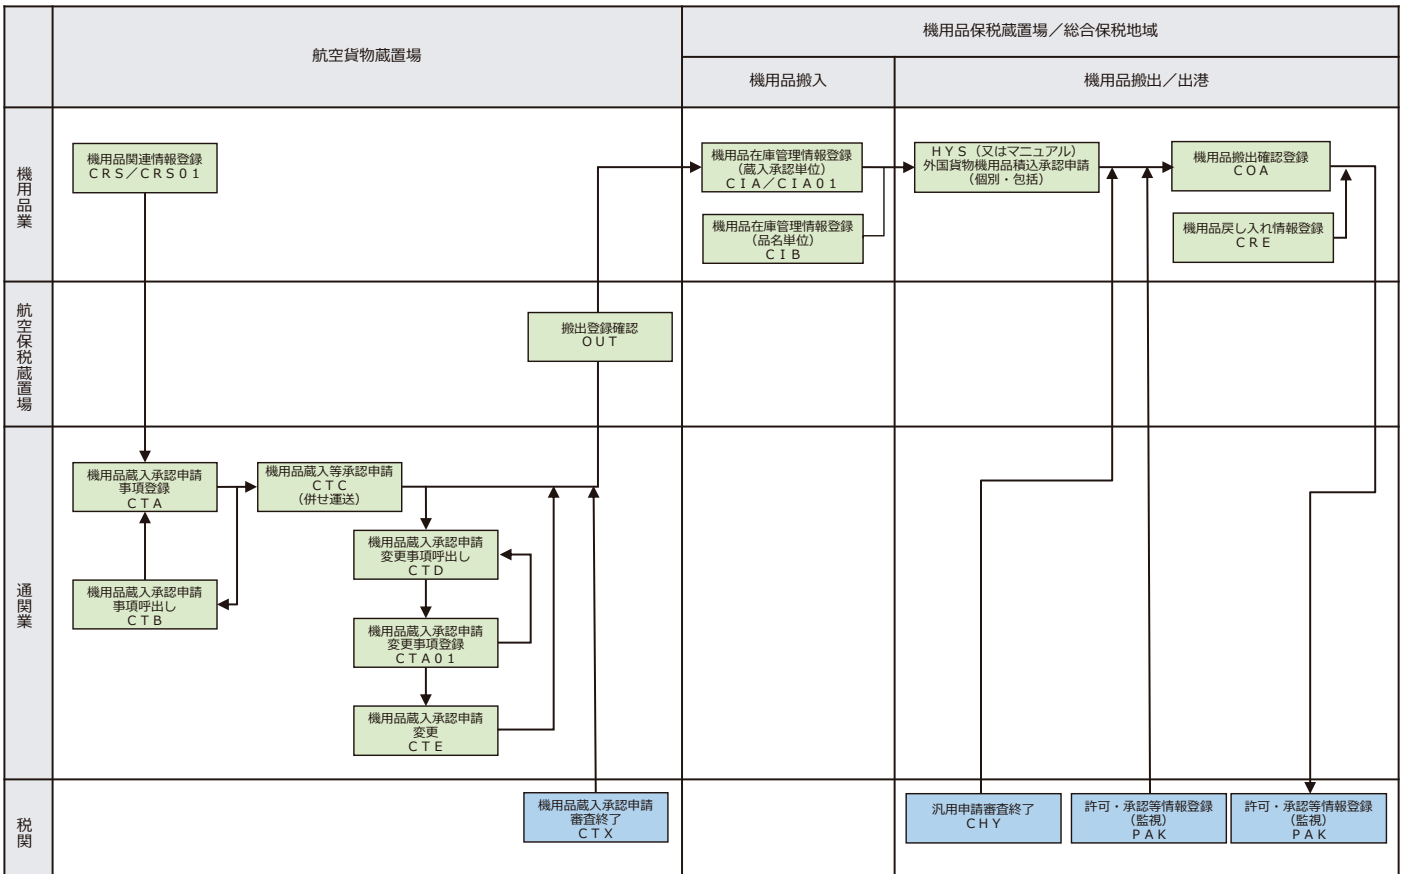 航空貨物蔵置場
機用品保税蔵置場／総合保税地域
機用品搬入
機用品搬出／出港
機用品業
機用品関連情報登録
ＣＲＳ／ＣＲＳ０１
機用品在庫管理情報登録
（蔵入承認単位）
ＣＩＡ／ＣＩＡ０１
機用品在庫管理情報登録
（品名単位）
ＣＩＢ
ＨＹＳ（又はマニュアル）
外国貨物機用品積込承認申請
（個別・包括）
機用品搬出確認登録
ＣＯＡ
機用品戻し入れ情報登録
ＣＲＥ
航空保税蔵置場
搬出登録確認
ＯＵＴ
通関業
機用品蔵入承認申請
事項登録
ＣＴＡ
機用品蔵入等承認申請
ＣＴＣ
（併せ運送）
機用品蔵入承認申請
事項呼出し
ＣＴＢ
機用品蔵入承認申請
変更事項呼出し
ＣＴＤ
機用品蔵入承認申請
変更事項登録
ＣＴＡ０１
機用品蔵入承認申請
変更
ＣＴＥ
税関
機用品蔵入承認申請
審査終了
ＣＴＸ
汎用申請審査終了
ＣＨＹ
許可・承認等情報登録
（監視）
ＰＡＫ
許可・承認等情報登録
（監視）
ＰＡＫ